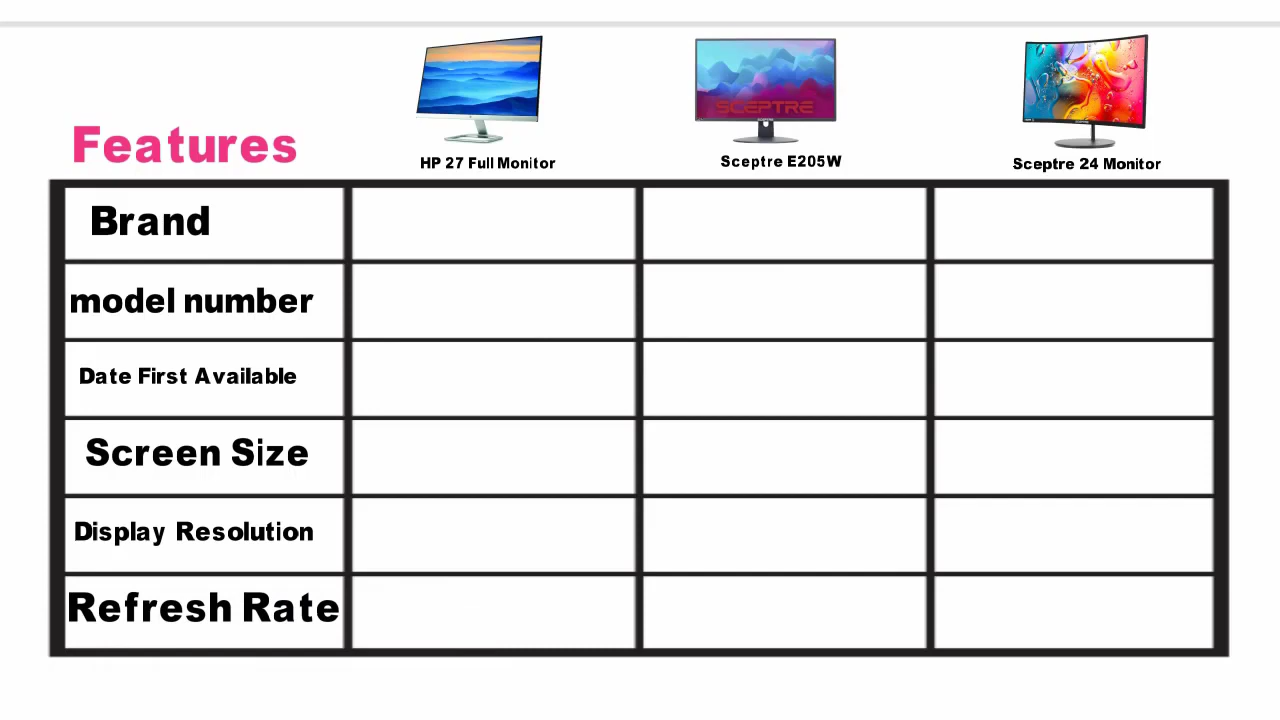 SCEPTRE
Features
HP 27 Full Monitor
Sceptre E205W
Sceptre 24 Monitor
Brand
model number
Date First Available
Screen Size
Display Resolution
Refresh Rate